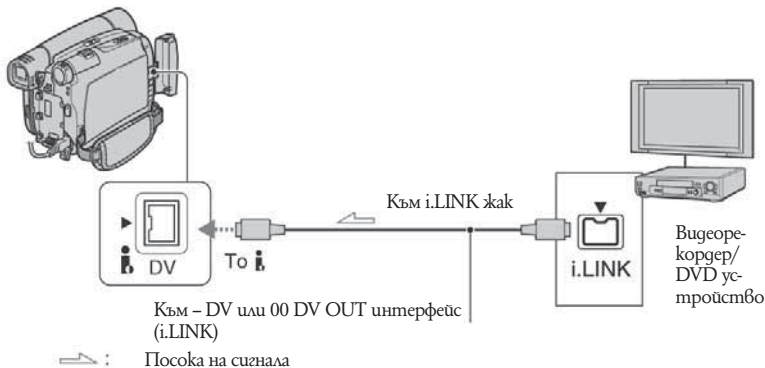 Към i.LINK жак
DV
To i
i.LINK
Видеоре-
кордер/
DVD ус-
тройство
Към – DV или 00 DV OUT интерфейс
(i.LINK)
: Посока на сигнала